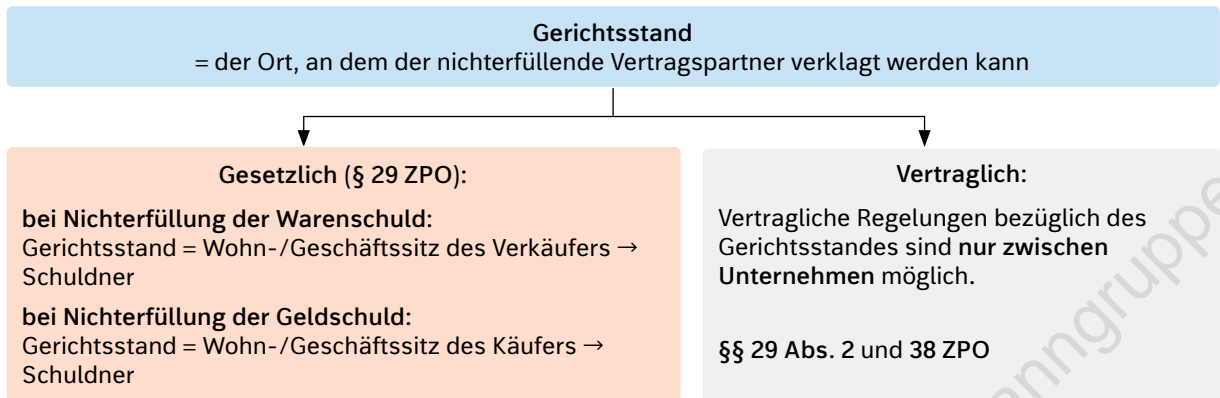 Gerichtsstand
= der Ort, an dem der nichterfüllende Vertragspartner verklagt werden kann
Gesetzlich (§ 29 ZPO):
bei Nichterfüllung der Warenschuld:
Gerichtsstand = Wohn-/Geschäftssitz des Verkäufers →
Schuldner
bei Nichterfüllung der Geldschuld:
Gerichtsstand = Wohn-/Geschäftssitz des Käufers →
Schuldner
Vertraglich:
Vertragliche Regelungen bezüglich des
Gerichtsstandes sind nur zwischen
Unternehmen möglich.
§§ 29 Abs. 2 und 38 ZPO